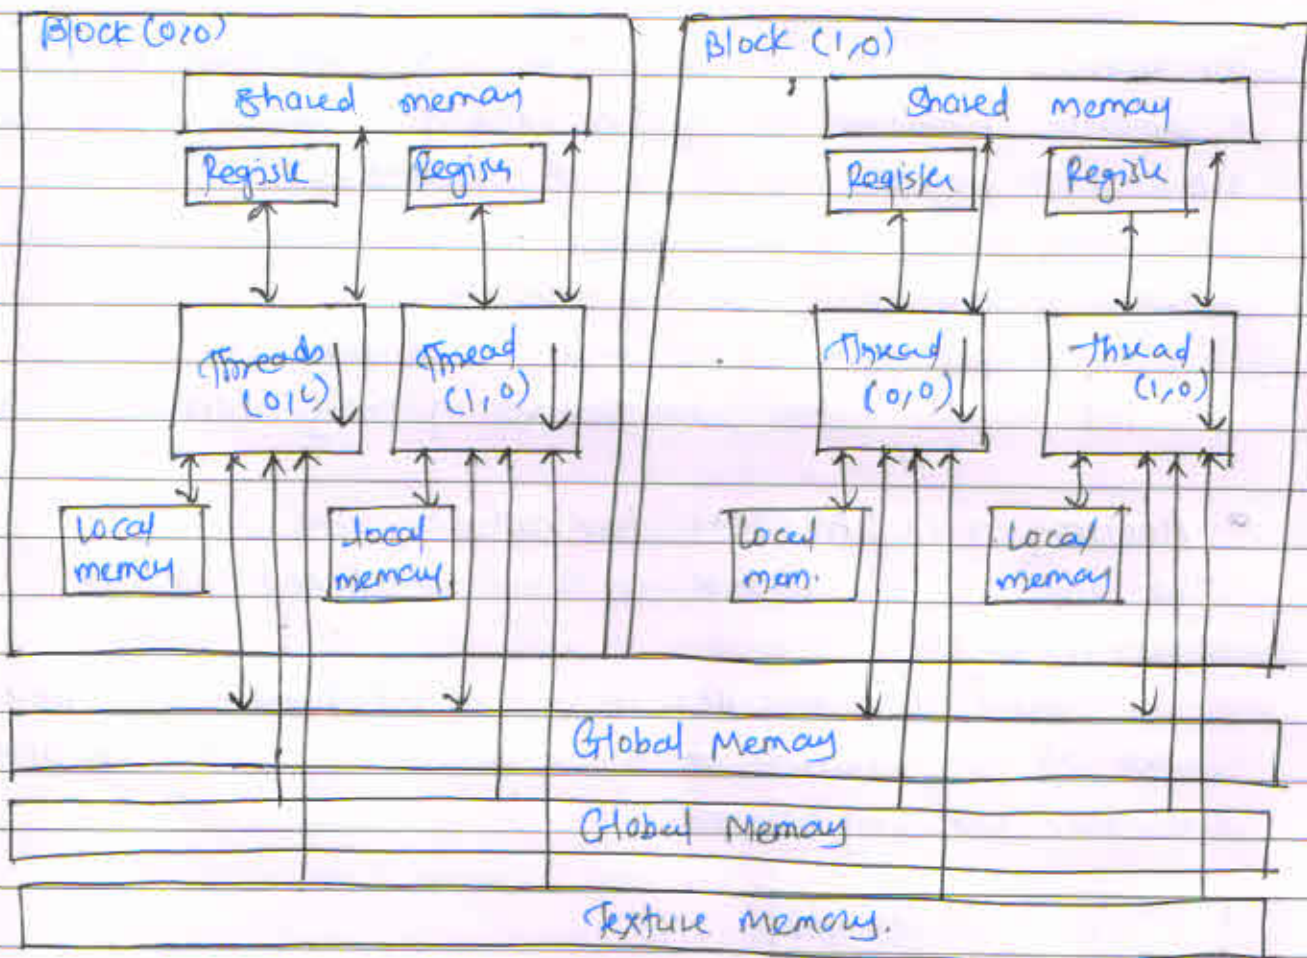 Block (0,0)
Shared memory
Register
Register
Threads
(0,0)
Thread
(1,0)
Local
memory
local
memory.
Block (1,0)
Shared memory
Register
Register
Thread
(0,0)
Thread
(1,0)
Local
mem.
Local
memory
Global Memory
Global Memory
Texture memory.